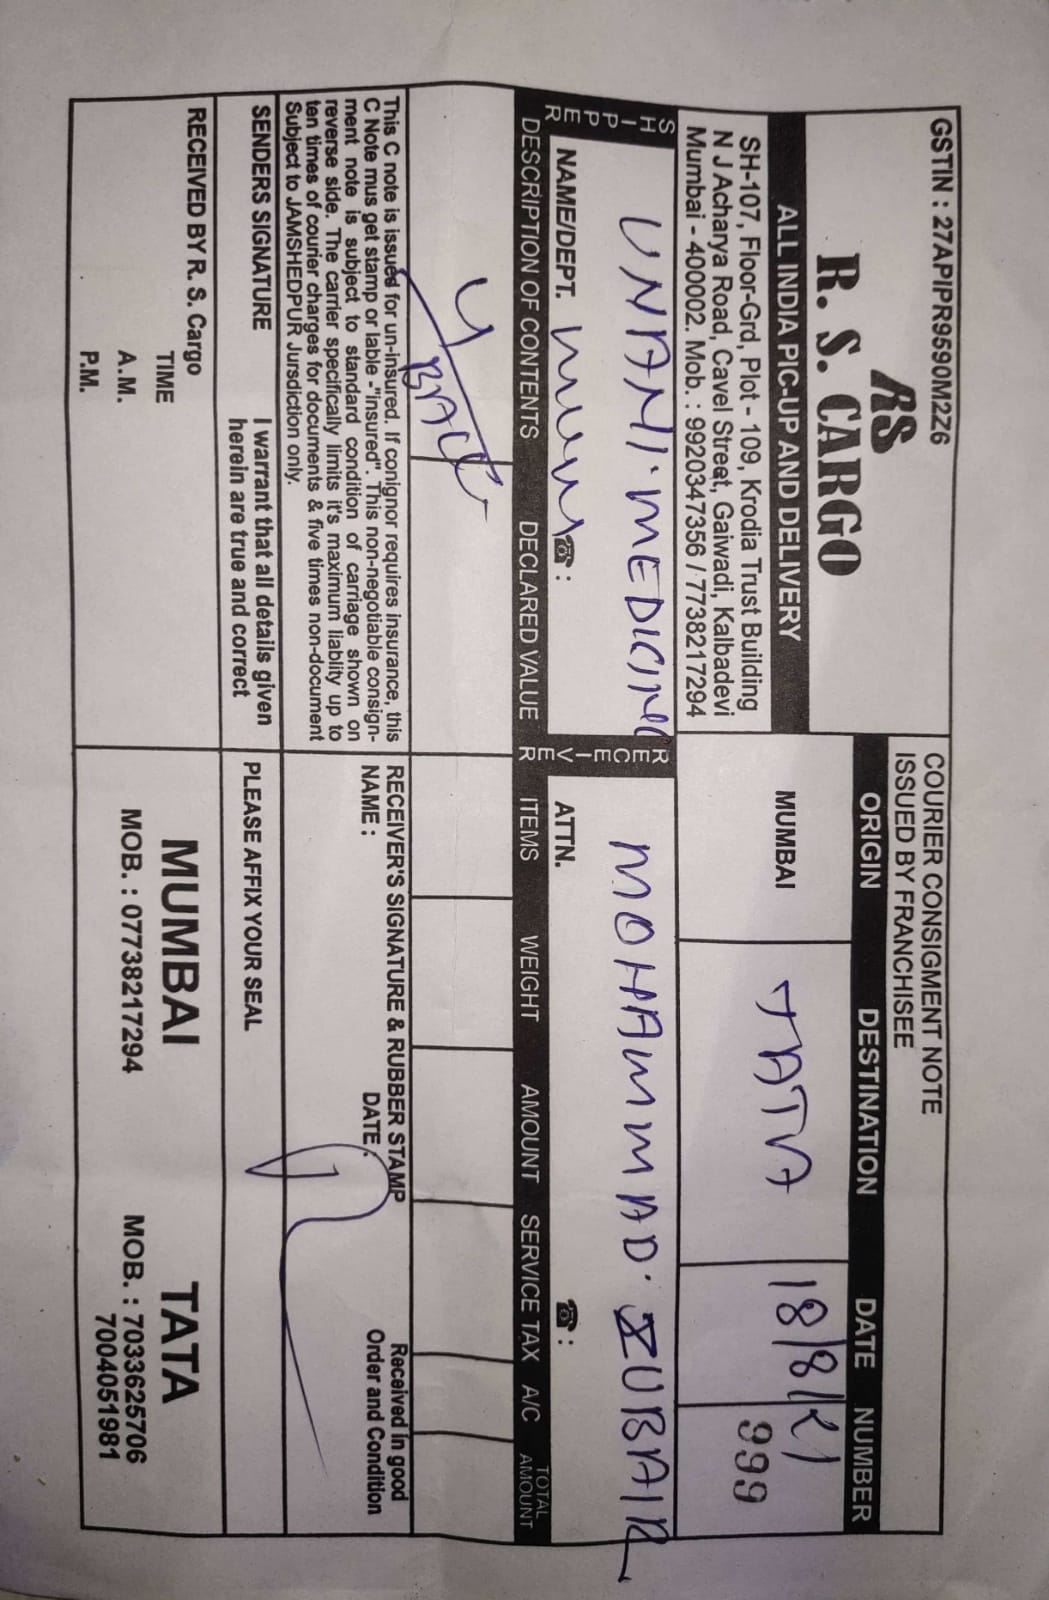 GSTIN : 27APIPR9590M2Z6
RS
R. S. CARGO
ALL INDIA PIC-UP AND DELIVERY
SH-107, Floor-Grd, Plot - 109, Krodia Trust Building
N J Acharya Road, Cavel Street, Gaiwadi, Kalbadevi
Mumbai - 400002. Mob. : 9920347356 / 7738217294
COURIER CONSIGNMENT NOTE
ISSUED BY FRANCHISEE
ORIGIN DESTINATION DATE NUMBER
MUMBAI TATA 18/8/21 999
SHIPPER
UNAMI. MEDICINE
NAME/DEPT. ☎ :
RECEIVER
MOHAMMAD. ZUBAIR
ATTN. ☎ :
DESCRIPTION OF CONTENTS DECLARED VALUE ITEMS WEIGHT AMOUNT SERVICE TAX A/C TOTAL AMOUNT
This C note is issued for un-insured. If conignor requires insurance, this
C Note mus get stamp or lable -"insured". This non-negotiable consign-
ment note is subject to standard condition of carriage shown on
reverse side. The carrier specifically limits it's maximum liablity up to
ten times of courier charges for documents & five times non-document
Subject to JAMSHEDPUR Jursdiction only.
RECEIVER'S SIGNATURE & RUBBER STAMP
NAME : DATE :
Received in good
Order and Condition
SENDERS SIGNATURE
I warrant that all details given
herein are true and correct
PLEASE AFFIX YOUR SEAL
RECEIVED BY R. S. Cargo
TIME
A.M.
P.M.
MUMBAI
MOB. : 07738217294
TATA
MOB. : 7033625706
7004051981